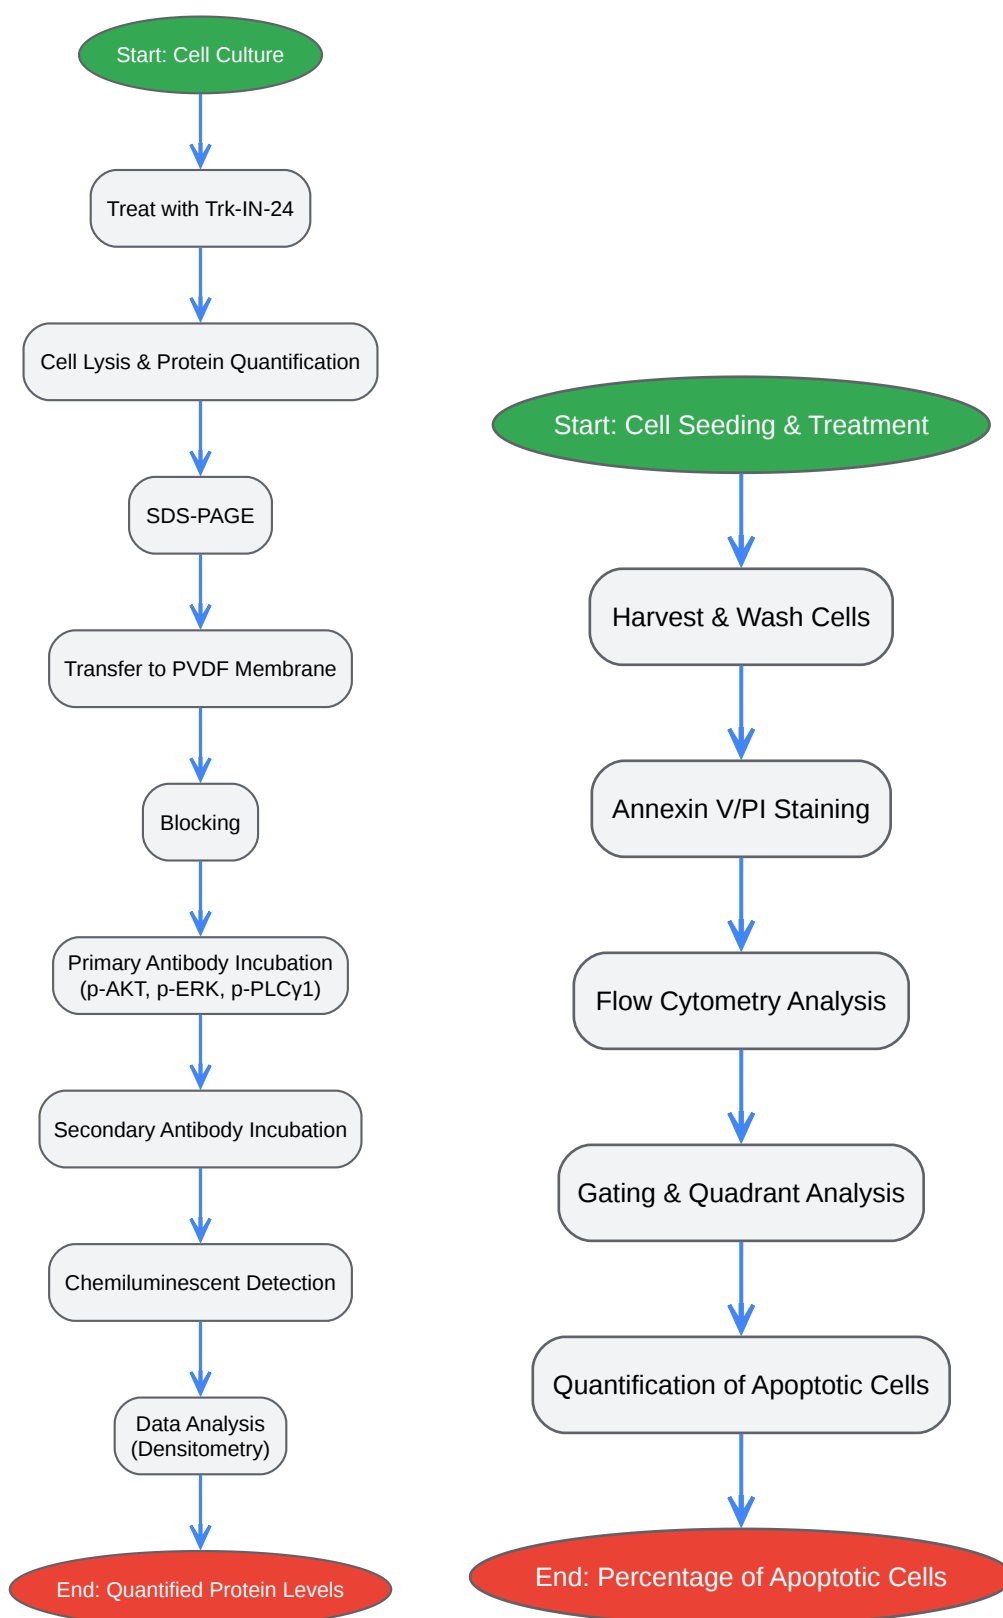 Start: Cell Culture
Treat with Trk-IN-24
Cell Lysis & Protein Quantification
SDS-PAGE
Transfer to PVDF Membrane
Blocking
Primary Antibody Incubation
(p-AKT, p-ERK, p-PLCγ1)
Secondary Antibody Incubation
Chemiluminescent Detection
Data Analysis
(Densitometry)
End: Quantified Protein Levels
Start: Cell Seeding & Treatment
Harvest & Wash Cells
Annexin V/PI Staining
Flow Cytometry Analysis
Gating & Quadrant Analysis
Quantification of Apoptotic Cells
End: Percentage of Apoptotic Cells